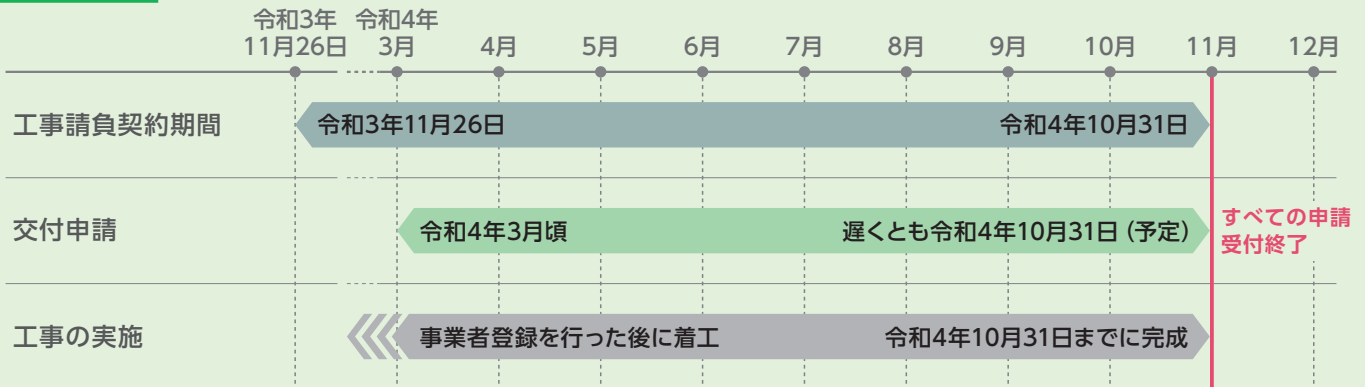 令和3年 令和4年
11月26日 3月 4月 5月 6月 7月 8月 9月 10月 11月 12月
工事請負契約期間 令和3年11月26日 令和4年10月31日
交付申請 令和4年3月頃 遅くとも令和4年10月31日（予定） すべての申請
受付終了
工事の実施 事業者登録を行った後に着工 令和4年10月31日までに完成